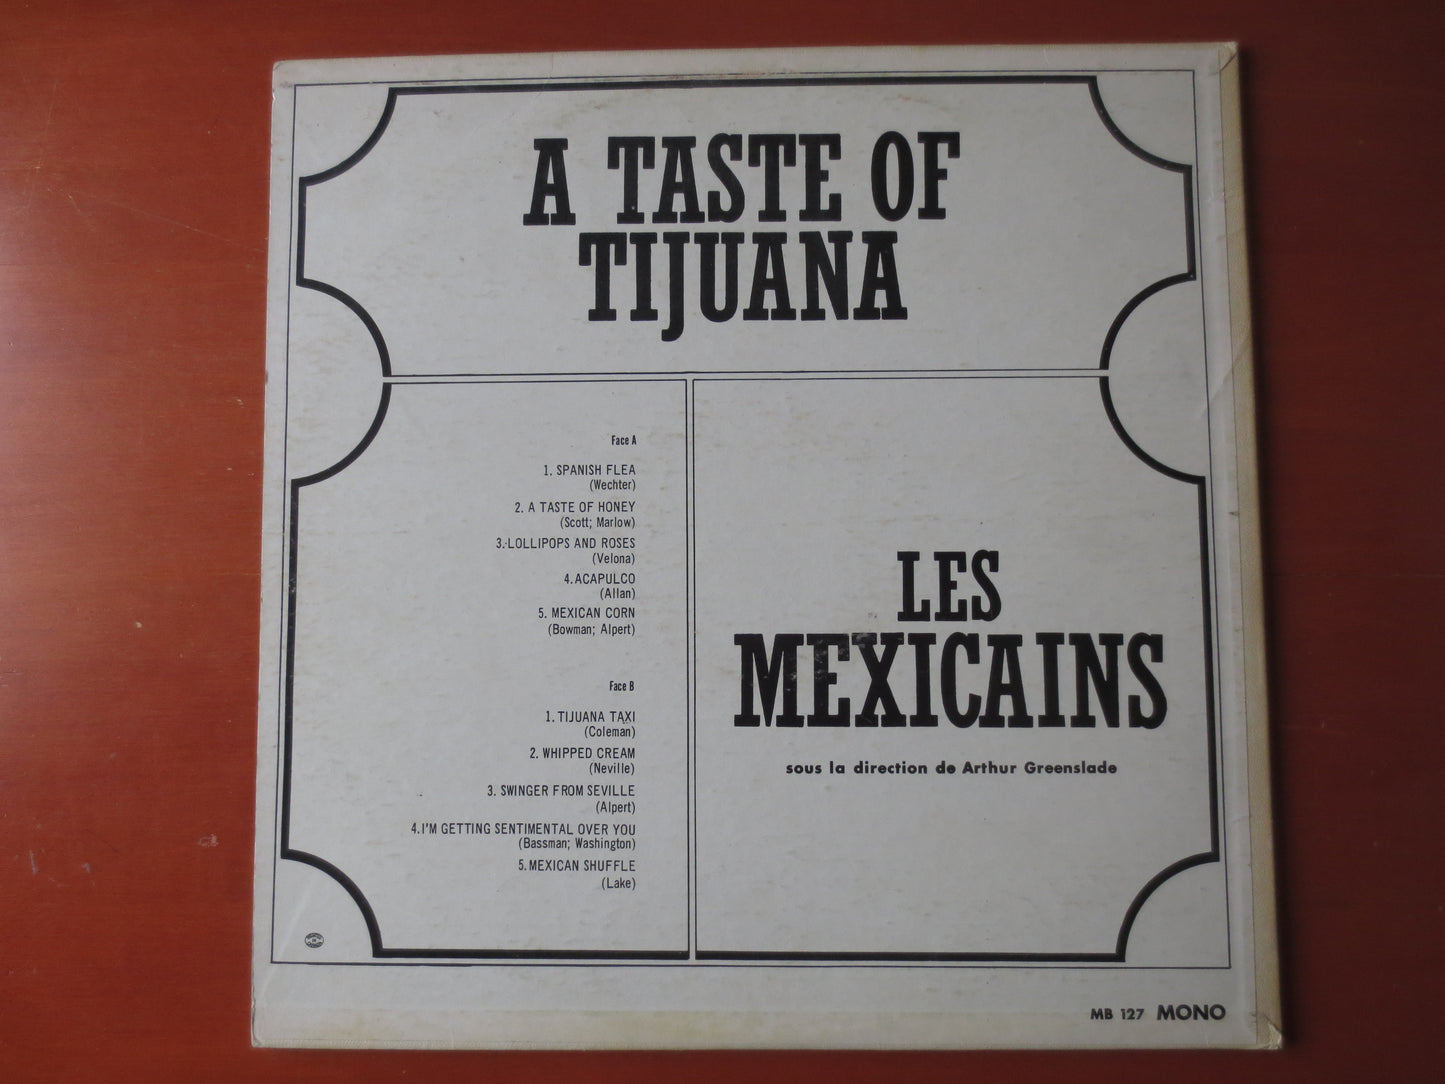 A TASTE OF
TIJUANA
Face A
1. SPANISH FLEA
(Wechter)
2. A TASTE OF HONEY
(Scott; Marlow)
3. LOLLIPOPS AND ROSES
(Velona)
4. ACAPULCO
(Allan)
5. MEXICAN CORN
(Bowman; Alpert)
Face B
1. TIJUANA TAXI
(Coleman)
2. WHIPPED CREAM
(Neville)
3. SWINGER FROM SEVILLE
(Alpert)
4. I'M GETTING SENTIMENTAL OVER YOU
(Bassman; Washington)
5. MEXICAN SHUFFLE
(Lake)
LES
MEXICAINS
sous la direction de Arthur Greenslade
MB 127 MONO